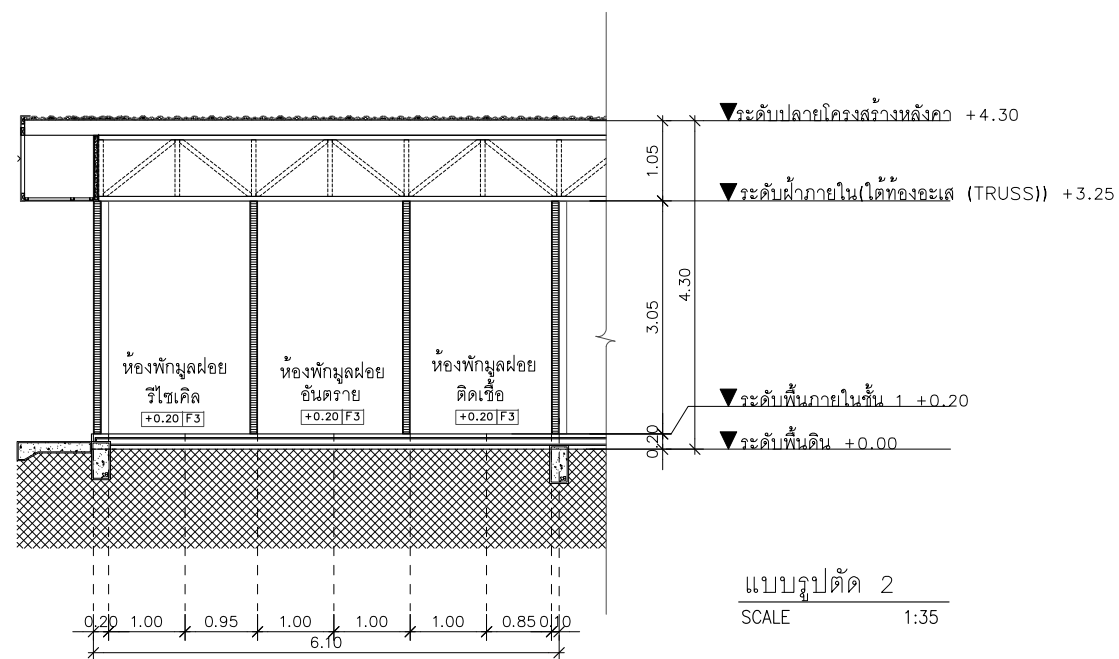 ระดับปลายโครงสร้างหลังคา +4.30
1.05
ระดับฝ้าภายใน(ใต้ท้องอะเส (TRUSS)) +3.25
4.30
3.05
ห้องพักมูลฝอย
รีไซเคิล
+0.20 F3
ห้องพักมูลฝอย
อันตราย
+0.20 F3
ห้องพักมูลฝอย
ติดเชื้อ
+0.20 F3
ระดับพื้นภายในชั้น 1 +0.20
0.20
ระดับพื้นดิน +0.00
แบบรูปตัด 2
SCALE 1:35
0.20 1.00 0.95 1.00 1.00 1.00 0.85 0.10
6.10